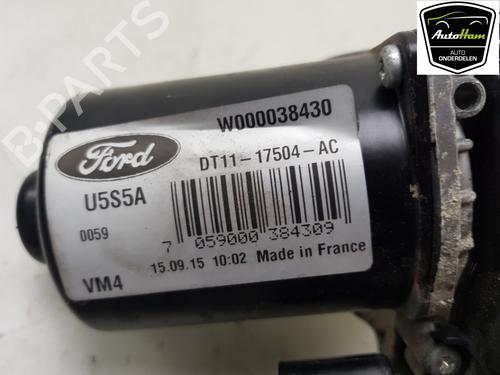 AutoHam
AUTO
ONDERDELEN
B-PARTS
W000038430
Ford
DT11-17504-AC
U5S5A
0059
7 059000 384309
15.09.15 10:02 Made in France
VM4